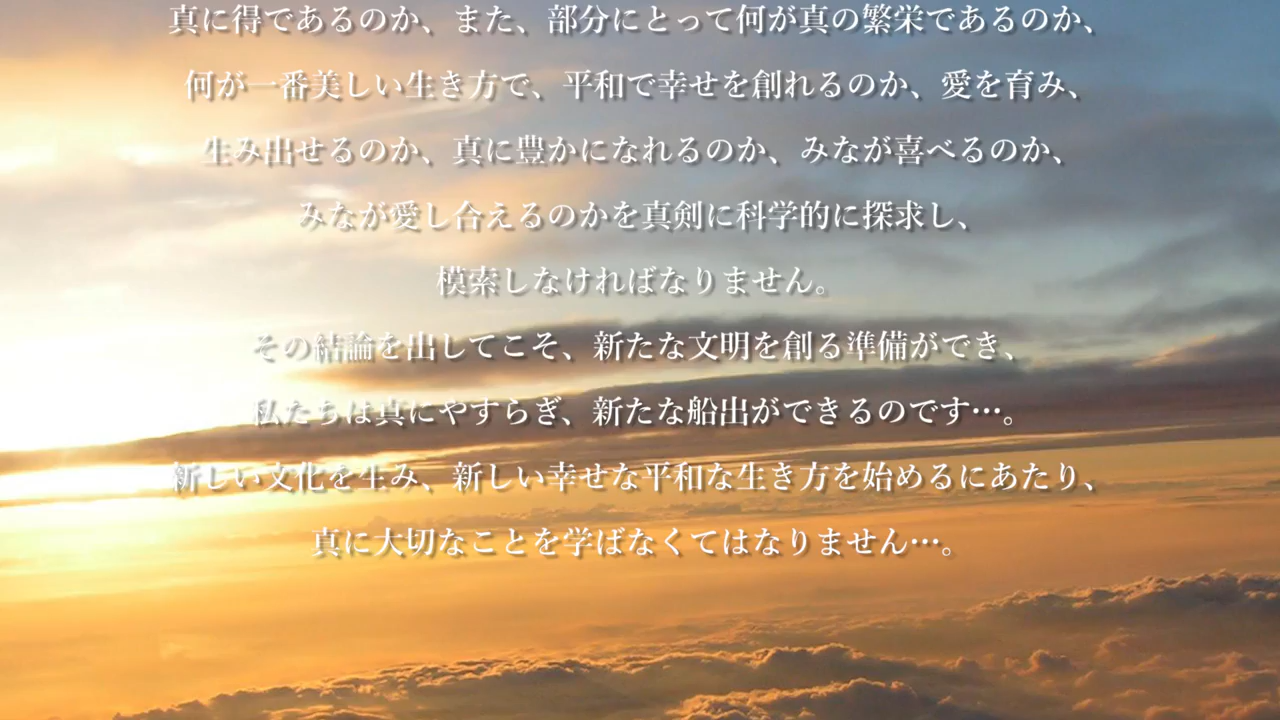 真に得であるのか、また、部分にとって何が真の繁栄であるのか、
何が一番美しい生き方で、平和で幸せを創れるのか、愛を育み、
生み出せるのか、真に豊かになれるのか、みなが喜べるのか、
みなが愛し合えるのかを真剣に科学的に探求し、
模索しなければなりません。
その結論を出してこそ、新たな文明を創る準備ができ、
私たちは真にやすらぎ、新たな船出ができるのです…。
新しい文化を生み、新しい幸せな平和な生き方を始めるにあたり、
真に大切なことを学ばなくてはなりません…。